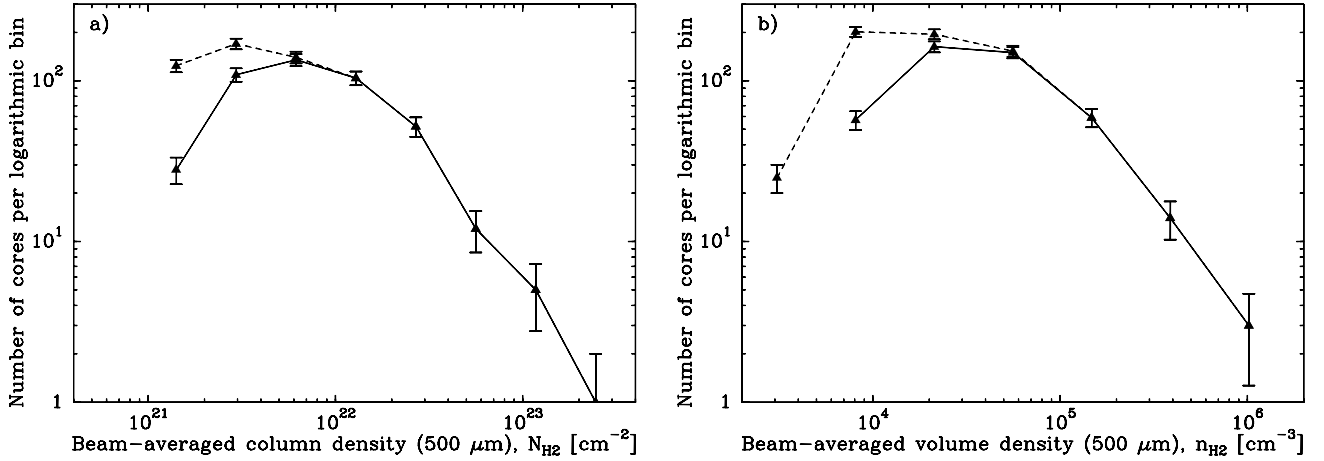 a)
Number of cores per logarithmic bin
10²
10¹
1
10²¹ 10²² 10²³
Beam-averaged column density (500 μm), N_H2 [cm⁻²]
b)
Number of cores per logarithmic bin
10²
10¹
1
10⁴ 10⁵ 10⁶
Beam-averaged volume density (500 μm), n_H2 [cm⁻³]